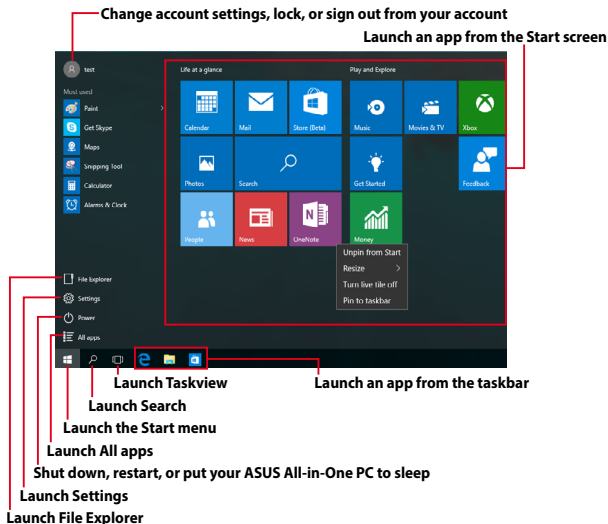 Change account settings, lock, or sign out from your account
Launch an app from the Start screen
test
Life at a glance
Play and Explore
Most used
Paint
Get Skype
Maps
Snipping Tool
Calculator
Alarms & Clock
Calendar
Mail
Store (Beta)
Music
Movies & TV
Xbox
Photos
Search
Get Started
Feedback
People
News
OneNote
Money
Unpin from Start
Resize
Turn live tile off
Pin to taskbar
File Explorer
Settings
Power
All apps
Launch Taskview
Launch an app from the taskbar
Launch Search
Launch the Start menu
Launch All apps
Shut down, restart, or put your ASUS All-in-One PC to sleep
Launch Settings
Launch File Explorer